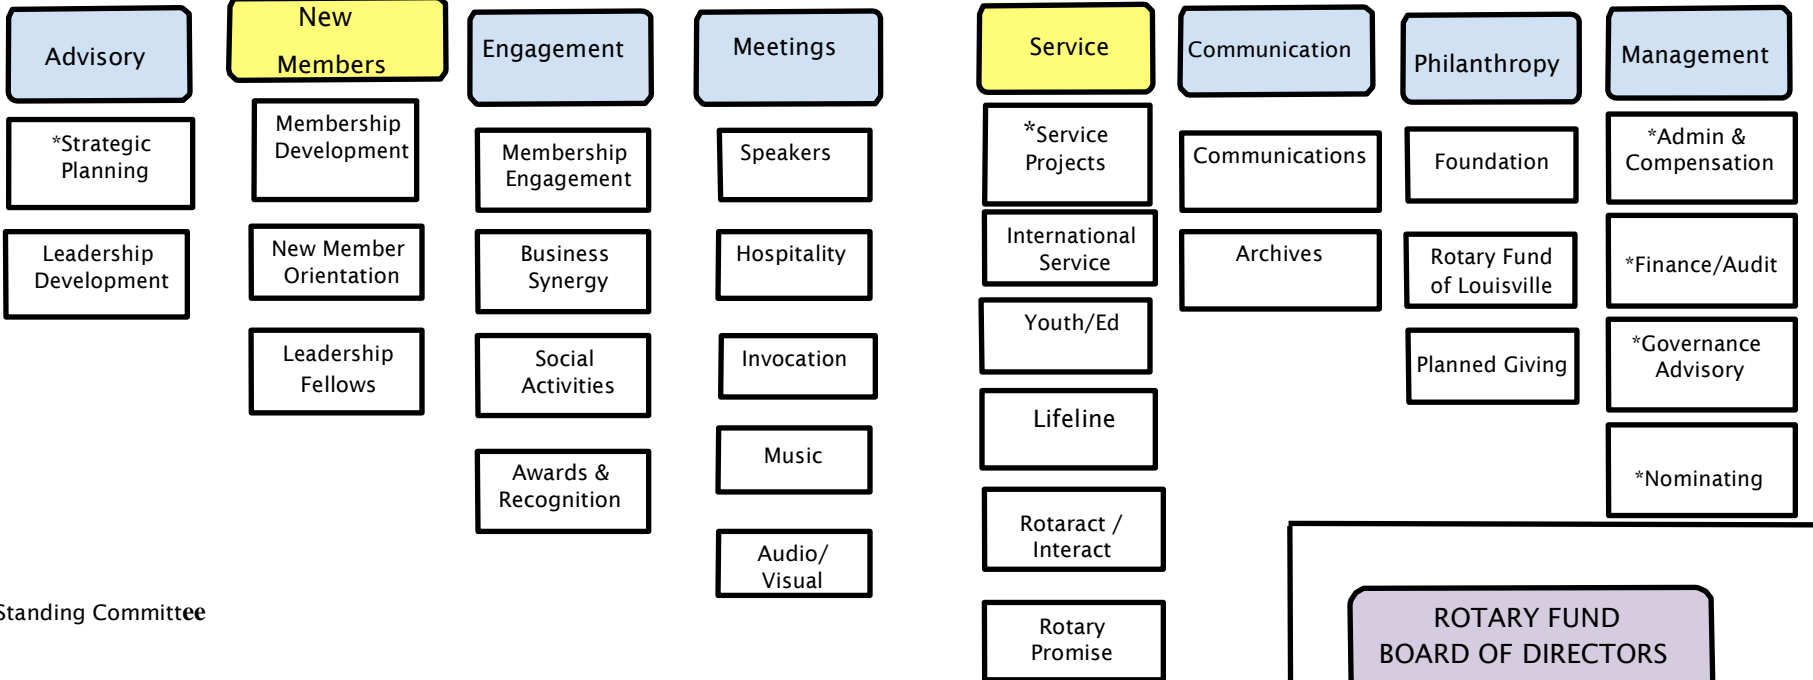 Advisory
*Strategic
Planning
Leadership
Development
New
Members
Membership
Development
New Member
Orientation
Leadership
Fellows
Engagement
Membership
Engagement
Business
Synergy
Social
Activities
Awards &
Recognition
Meetings
Speakers
Hospitality
Invocation
Music
Audio/
Visual
Service
*Service
Projects
International
Service
Youth/Ed
Lifeline
Rotaract /
Interact
Rotary
Promise
Communication
Communications
Archives
Philanthropy
Foundation
Rotary Fund
of Louisville
Planned Giving
Management
*Admin &
Compensation
*Finance/Audit
*Governance
Advisory
*Nominating
Standing Committee
ROTARY FUND
BOARD OF DIRECTORS